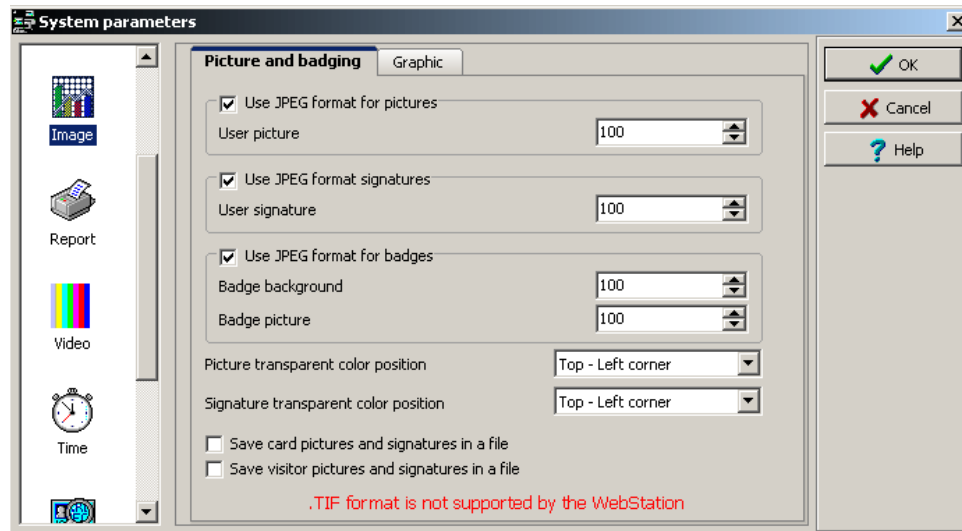 System parameters
Image
Report
Video
Time
Picture and badging
Graphic
Use JPEG format for pictures
User picture 100
Use JPEG format signatures
User signature 100
Use JPEG format for badges
Badge background 100
Badge picture 100
Picture transparent color position Top - Left corner
Signature transparent color position Top - Left corner
Save card pictures and signatures in a file
Save visitor pictures and signatures in a file
.TIF format is not supported by the WebStation
OK
Cancel
Help